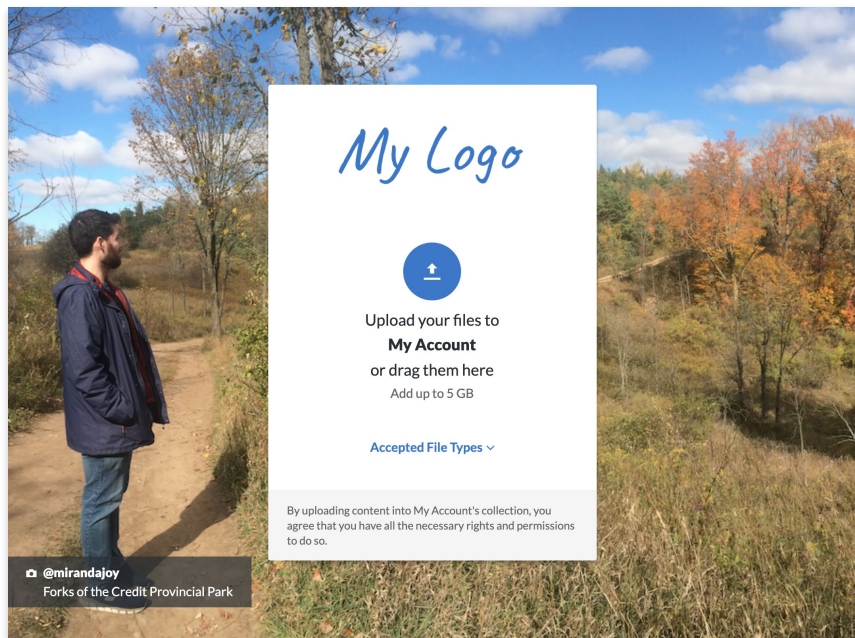 My Logo
Upload your files to
My Account
or drag them here
Add up to 5 GB
Accepted File Types
By uploading content into My Account's collection, you
agree that you have all the necessary rights and permissions
to do so.
@mirandajoy
Forks of the Credit Provincial Park